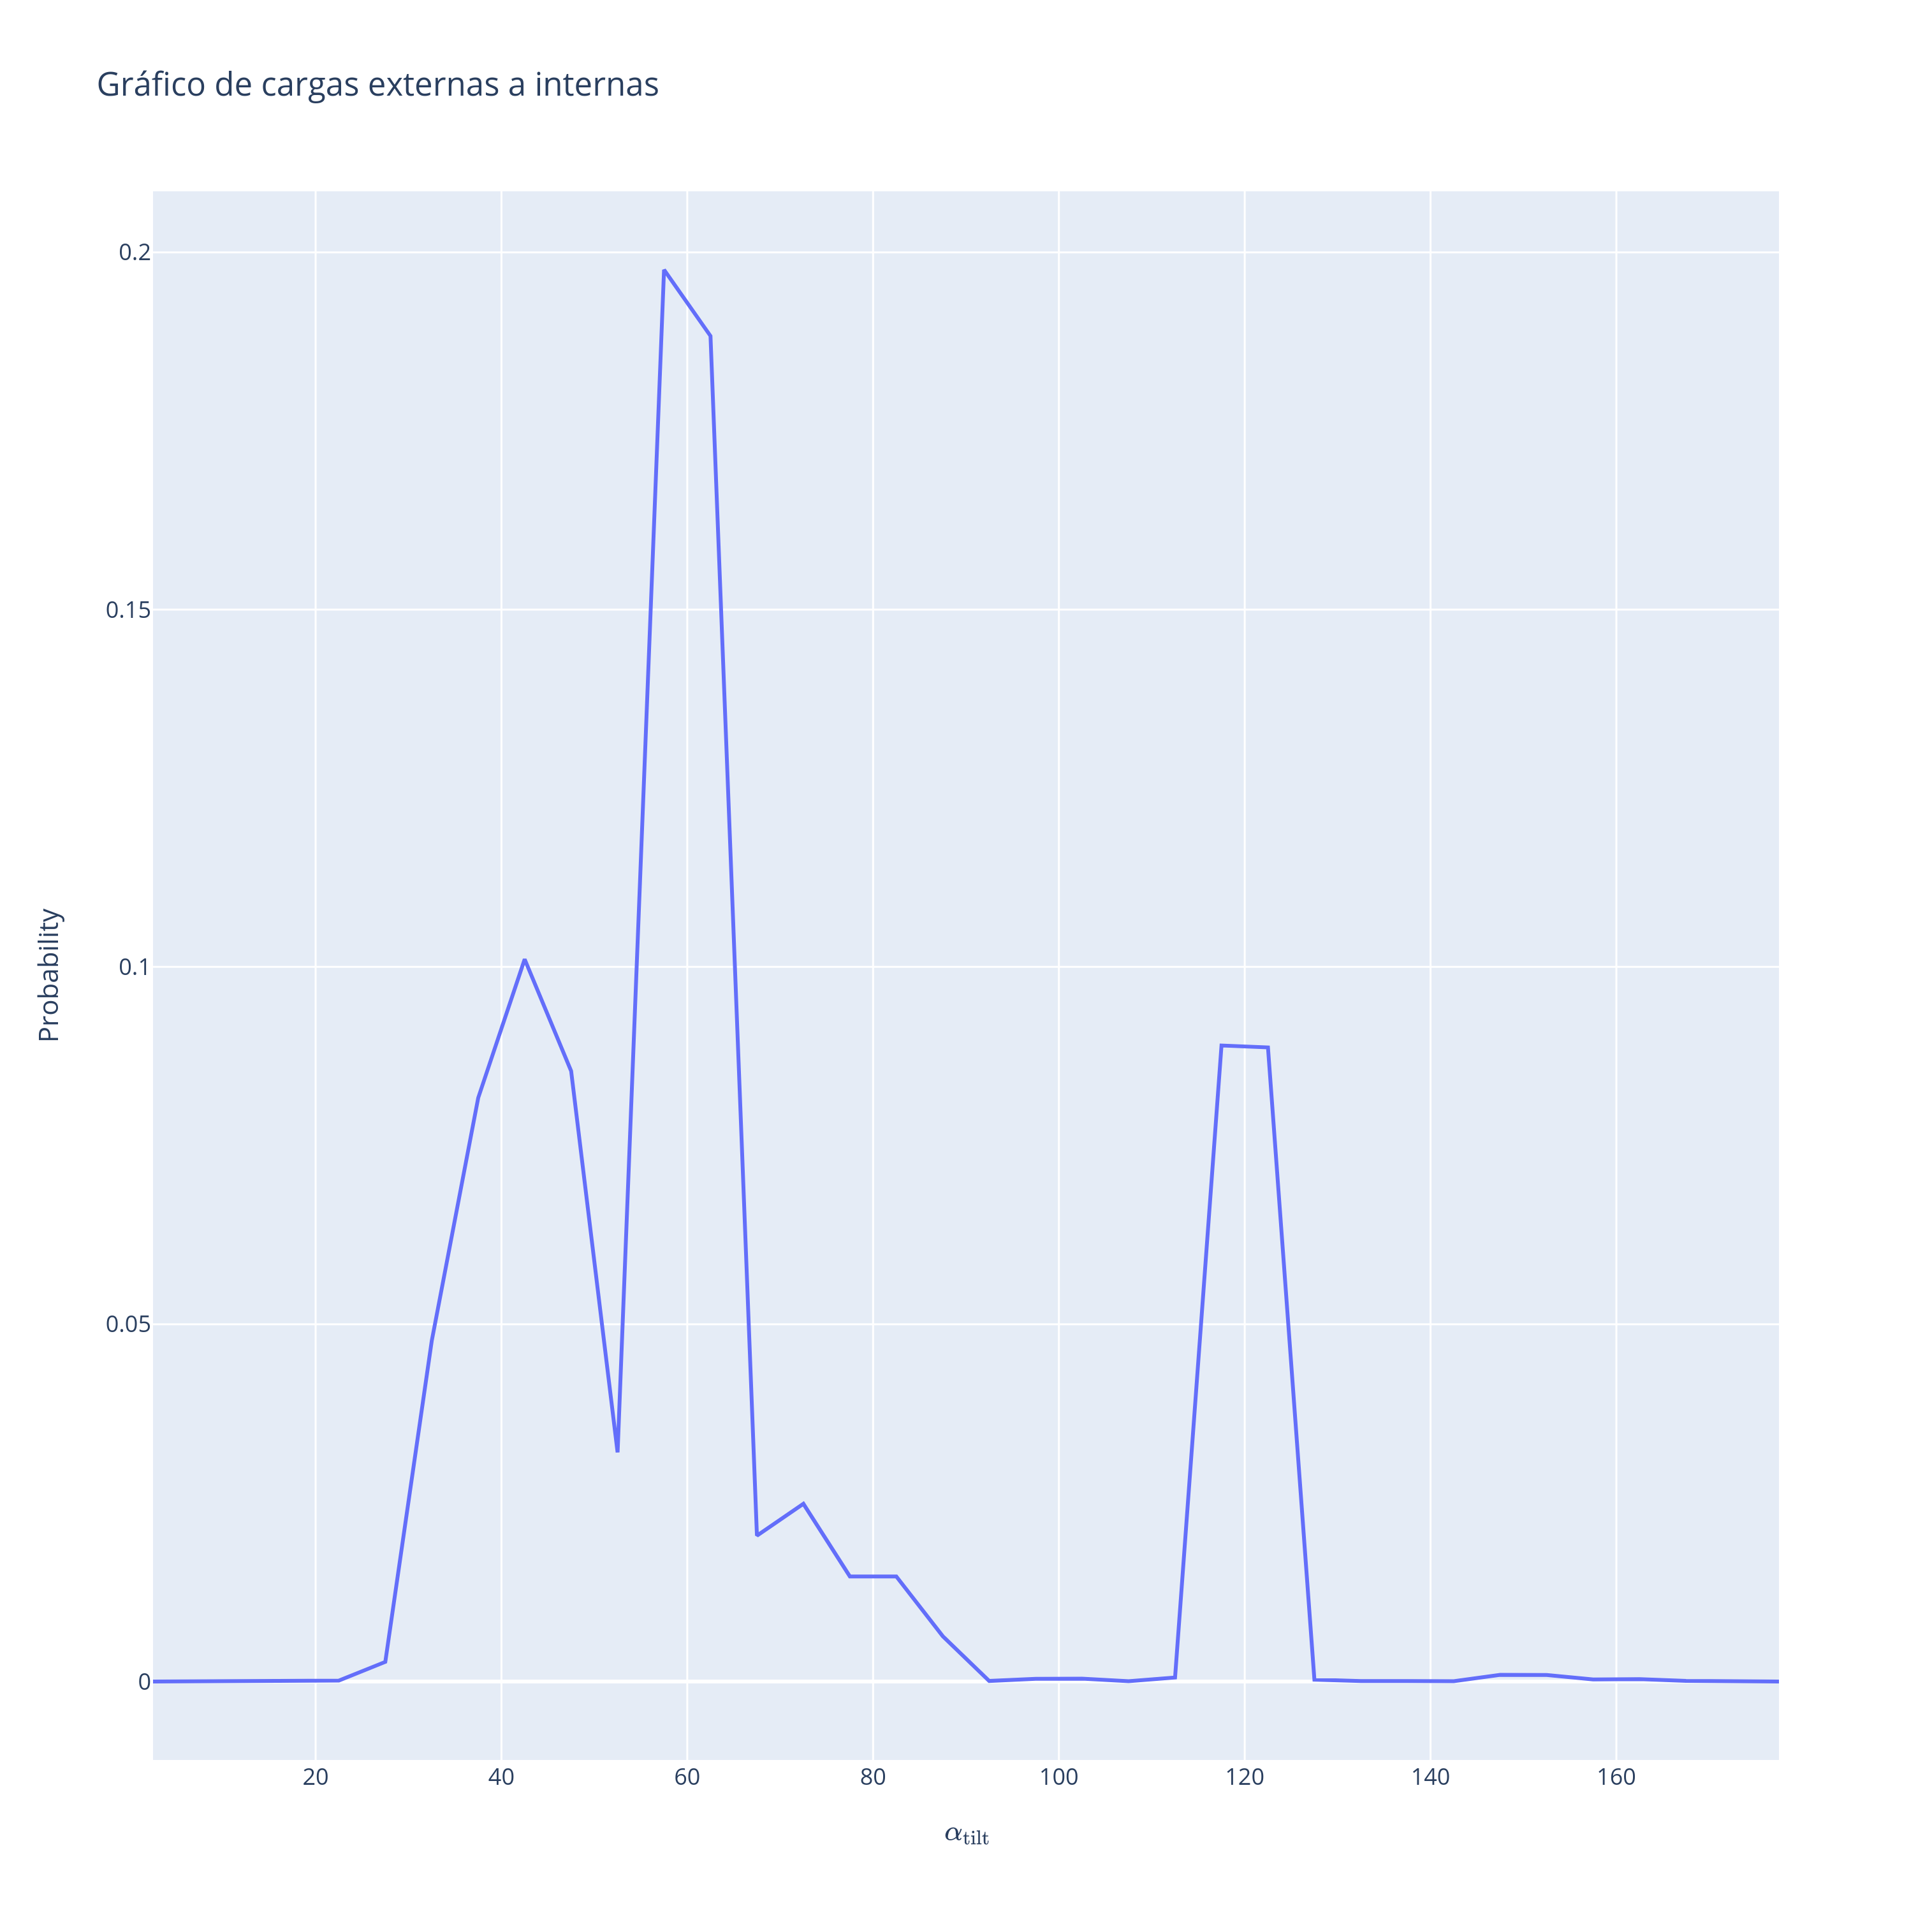 Gráfico de cargas externas a internas
0.2
0.15
0.1
0.05
0
Probability
20 40 60 80 100 120 140 160
α_tilt